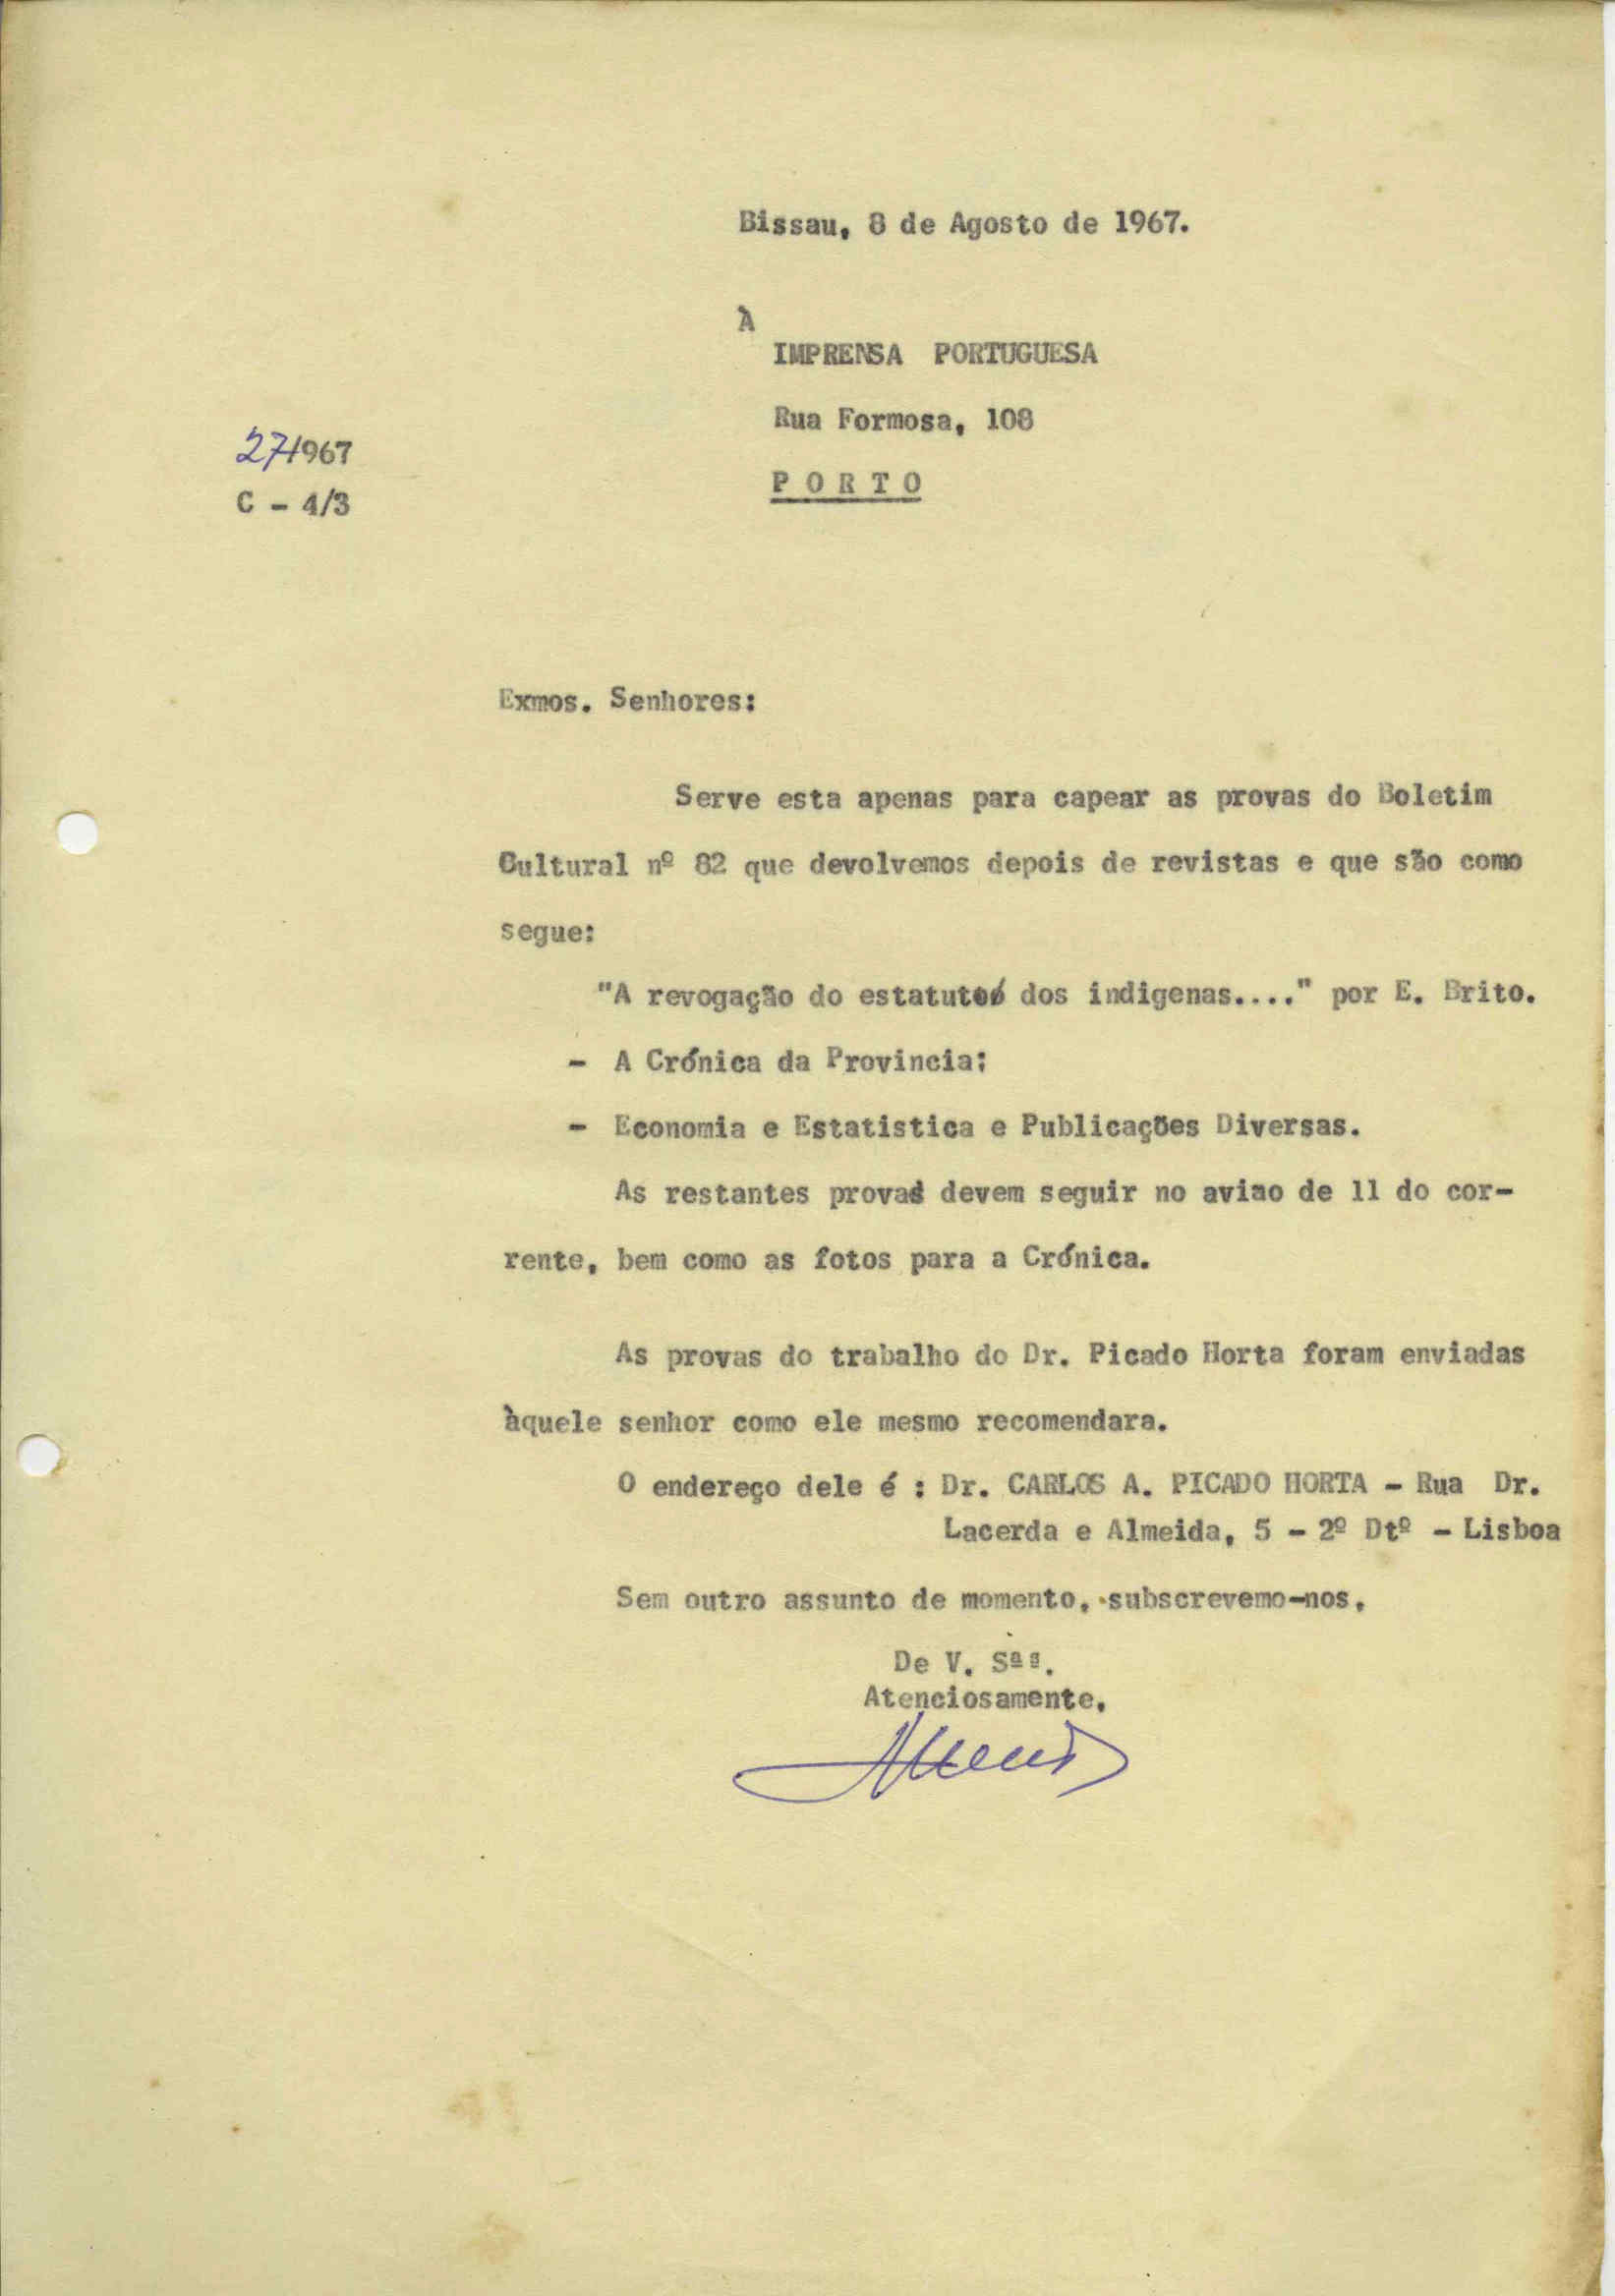 Bissau, 8 de Agosto de 1967.
À
IMPRENSA PORTUGUESA
Rua Formosa, 108
PORTO
27/967
C - 4/3
Exmos. Senhores:
Serve esta apenas para capear as provas do Boletim
Cultural nº 82 que devolvemos depois de revistas e que são como
segue:
"A revogação do estatuto dos indigenas...." por E. Brito.
- A Crónica da Provincia;
- Economia e Estatistica e Publicações Diversas.
As restantes provas devem seguir no aviao de 11 do cor-
rente, bem como as fotos para a Crónica.
As provas do trabalho do Dr. Picado Horta foram enviadas
àquele senhor como ele mesmo recomendara.
O endereço dele é : Dr. CARLOS A. PICADO HORTA - Rua Dr.
Lacerda e Almeida, 5 - 2º Dtº - Lisboa
Sem outro assunto de momento, subscrevemo-nos,
De V. Sªs.
Atenciosamente,